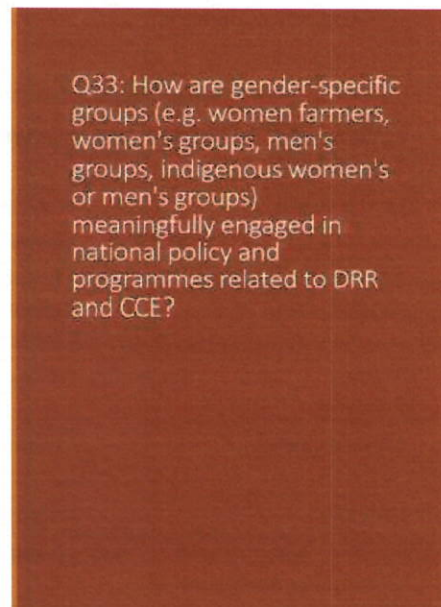 Q33: How are gender-specific
groups (e.g. women farmers,
women's groups, men's
groups, indigenous women's
or men's groups)
meaningfully engaged in
national policy and
programmes related to DRR
and CCE?